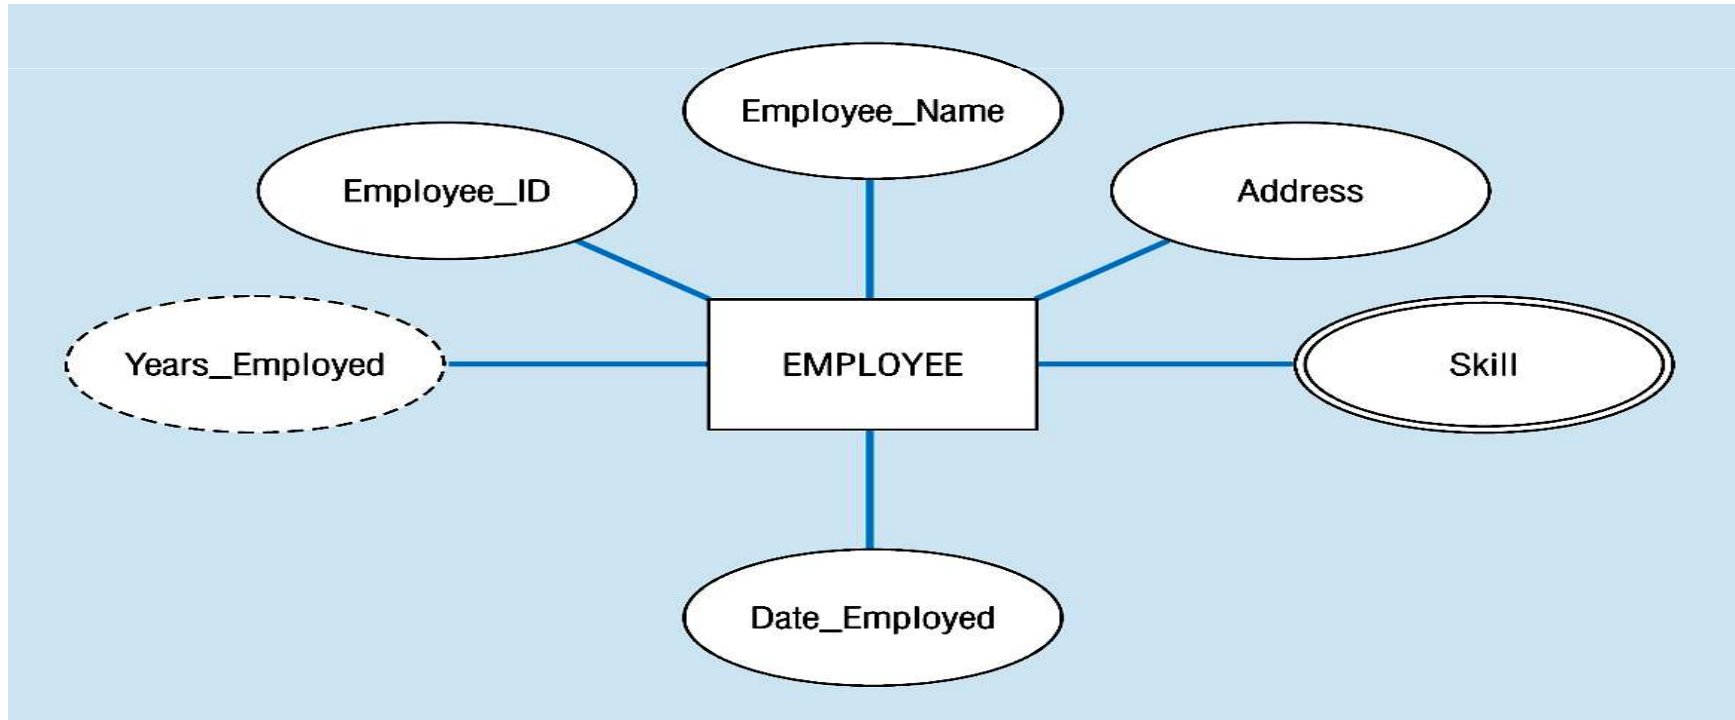 Employee_Name
Employee_ID
Address
Years_Employed
EMPLOYEE
Skill
Date_Employed